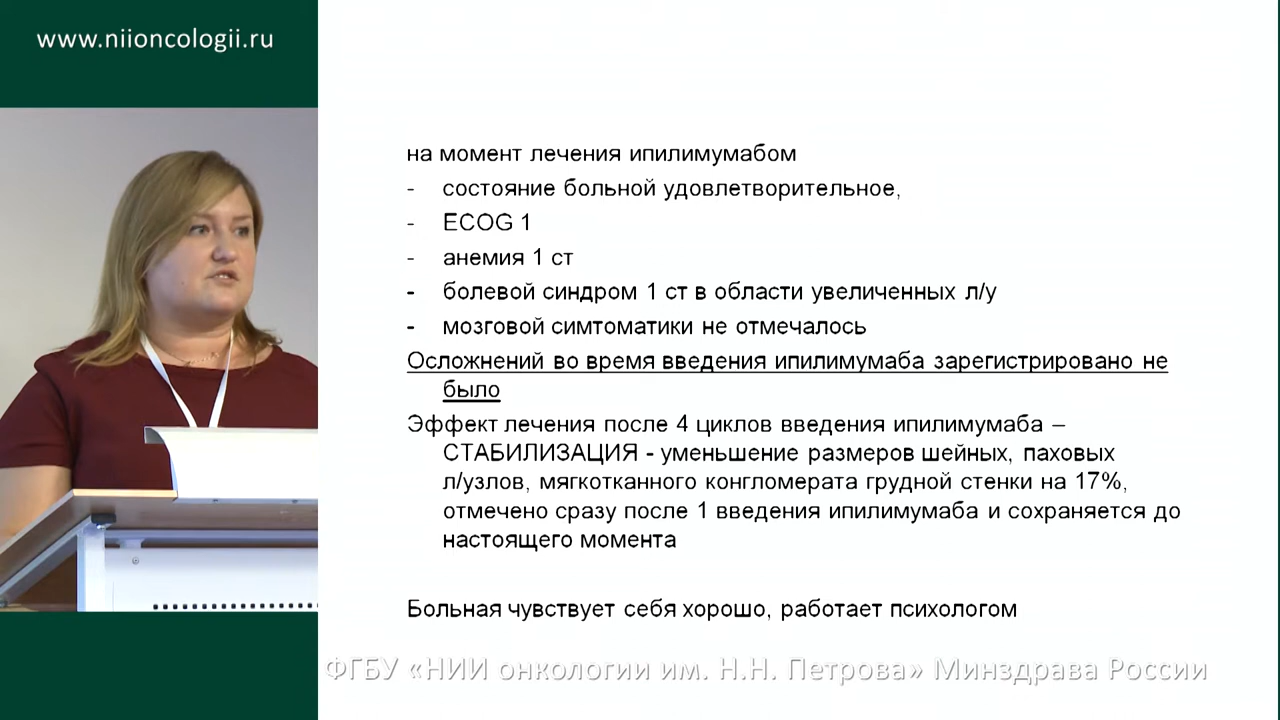 www.niioncologii.ru
на момент лечения ипилимумабом
- состояние больной удовлетворительное,
- ECOG 1
- анемия 1 ст
- болевой синдром 1 ст в области увеличенных л/у
- мозговой симтоматики не отмечалось
Осложнений во время введения ипилимумаба зарегистрировано не
было
Эффект лечения после 4 циклов введения ипилимумаба –
СТАБИЛИЗАЦИЯ - уменьшение размеров шейных, паховых
л/узлов, мягкотканного конгломерата грудной стенки на 17%,
отмечено сразу после 1 введения ипилимумаба и сохраняется до
настоящего момента
Больная чувствует себя хорошо, работает психологом
ФГБУ «НИИ онкологии им. Н.Н. Петрова» Минздрава России